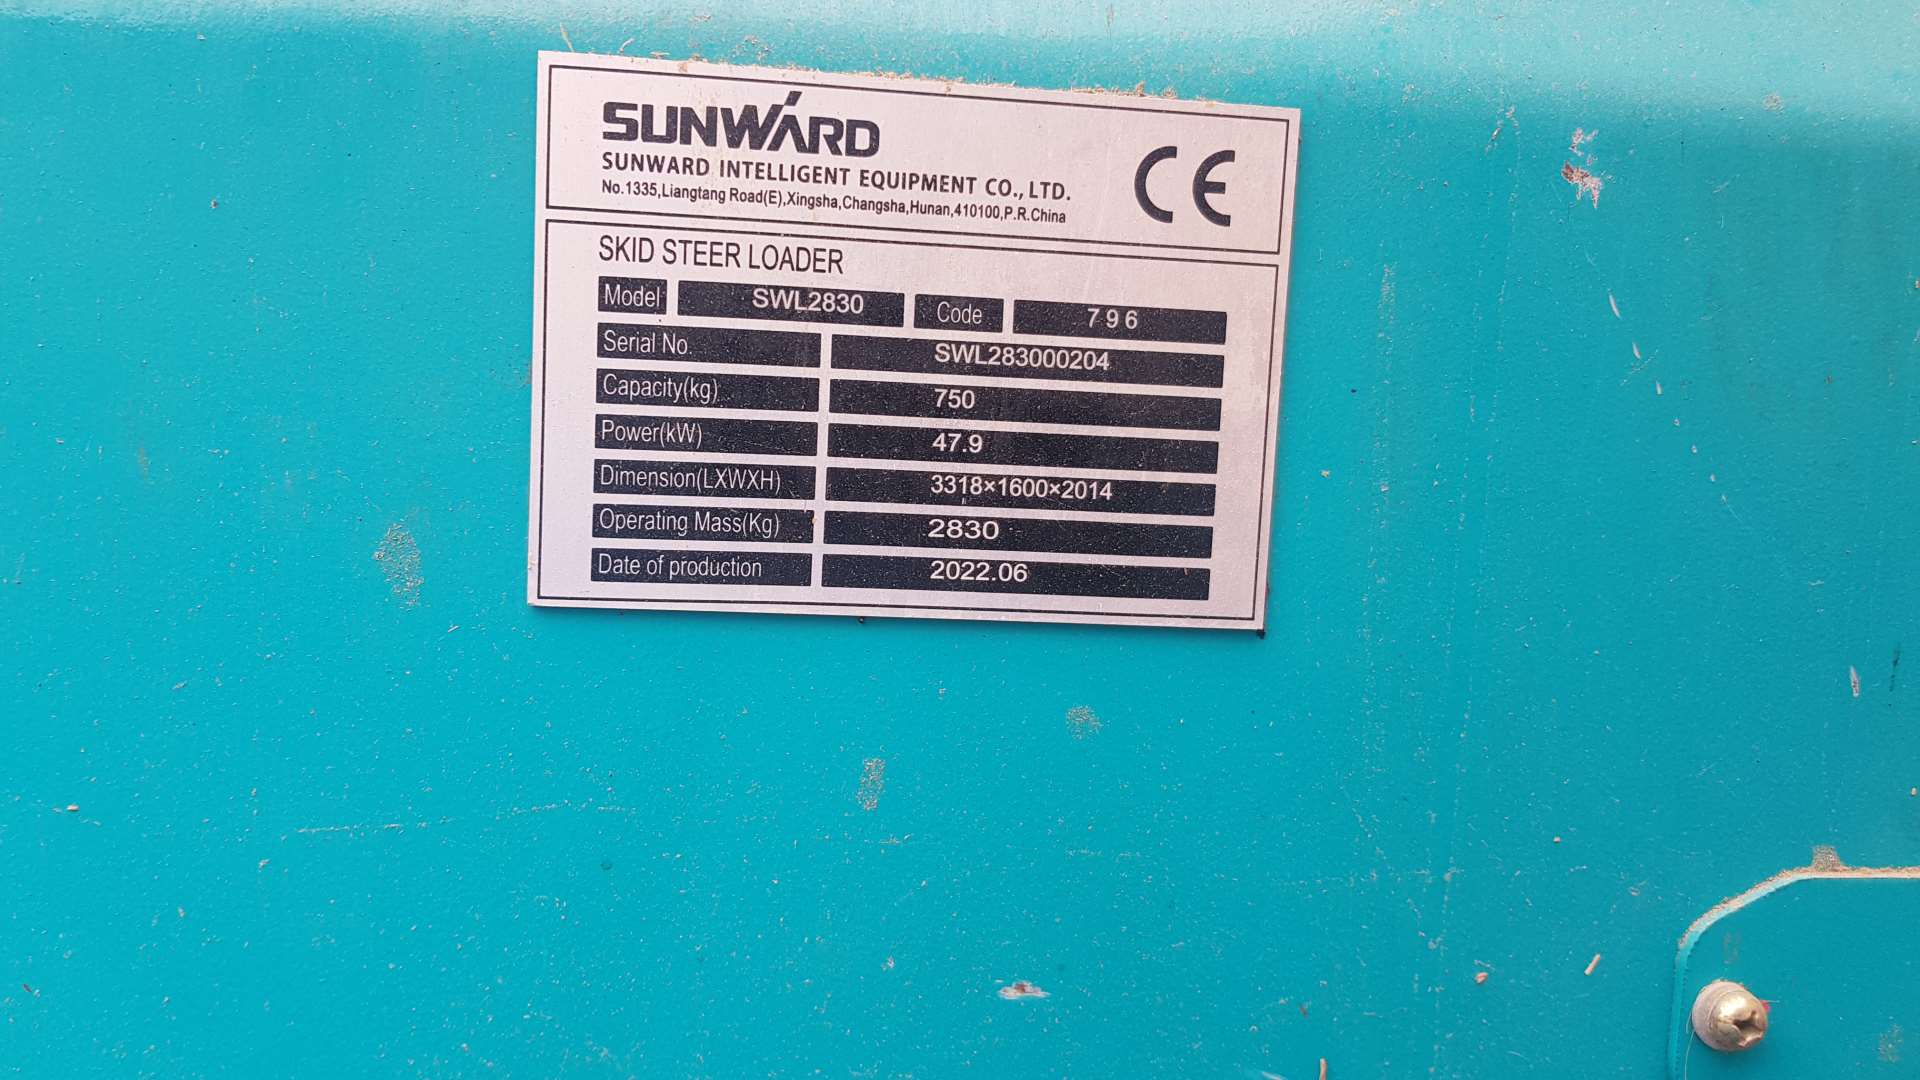 SUNWARD
SUNWARD INTELLIGENT EQUIPMENT CO., LTD.
No.1335,Liangtang Road(E),Xingsha,Changsha,Hunan,410100,P.R.China
CE
SKID STEER LOADER
Model SWL2830 Code 796
Serial No. SWL283000204
Capacity(kg) 750
Power(kW) 47.9
Dimension(LXWXH) 3318×1600×2014
Operating Mass(Kg) 2830
Date of production 2022.06